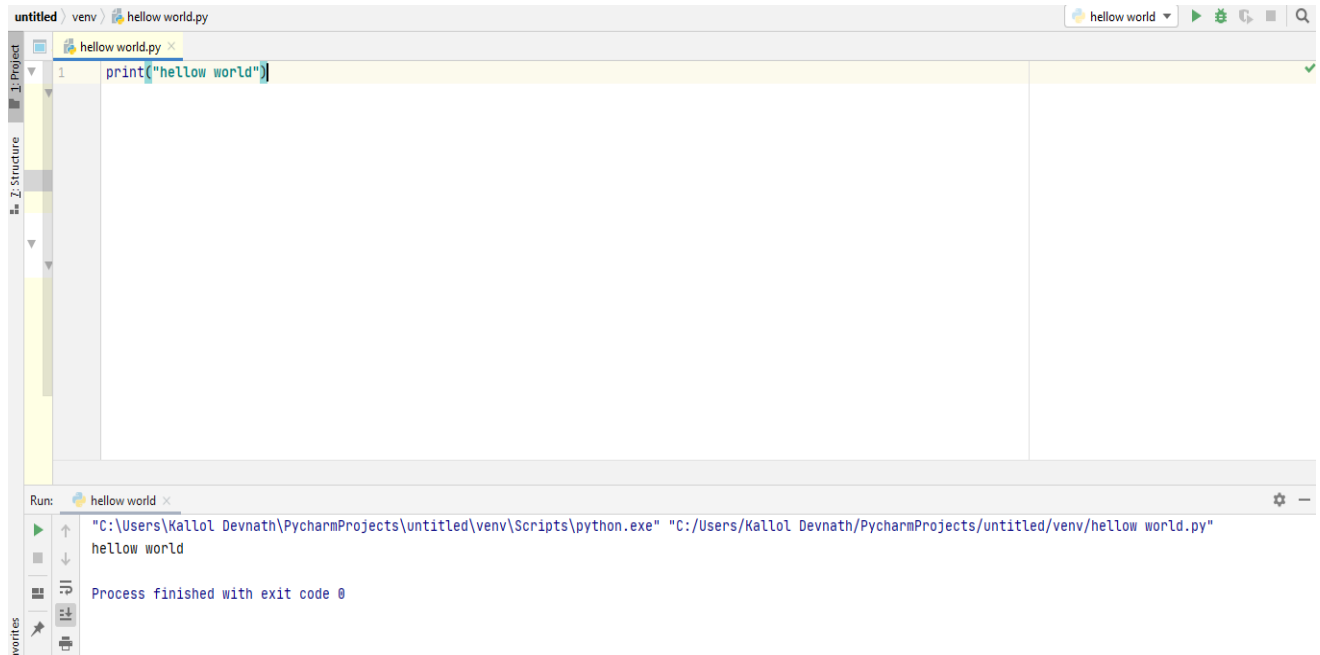 untitled venv hellow world.py
hellow world
1: Project
hellow world.py
1 print("hellow world")
7: Structure
Run: hellow world
"C:\Users\Kallol Devnath\PycharmProjects\untitled\venv\Scripts\python.exe" "C:/Users/Kallol Devnath/PycharmProjects/untitled/venv/hellow world.py"
hellow world
Process finished with exit code 0
vorites